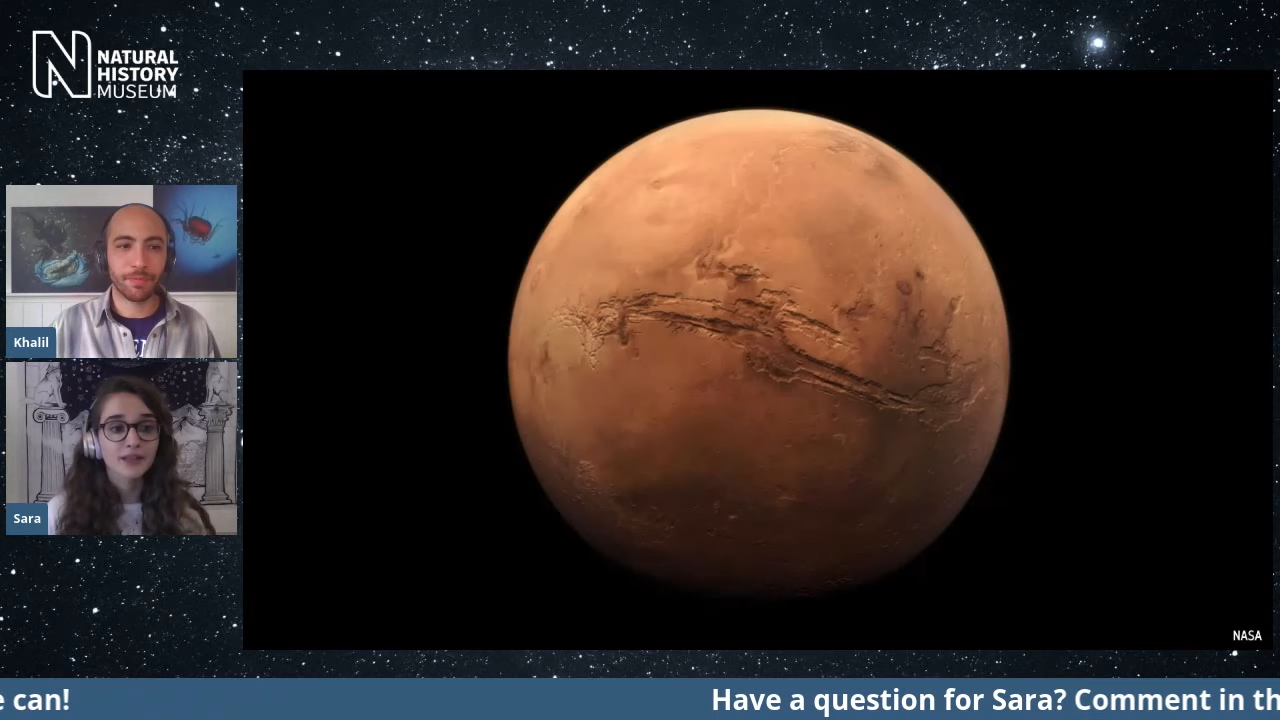 NATURAL
HISTORY
MUSEUM
Khalil
Sara
NASA
e can!
Have a question for Sara? Comment in th